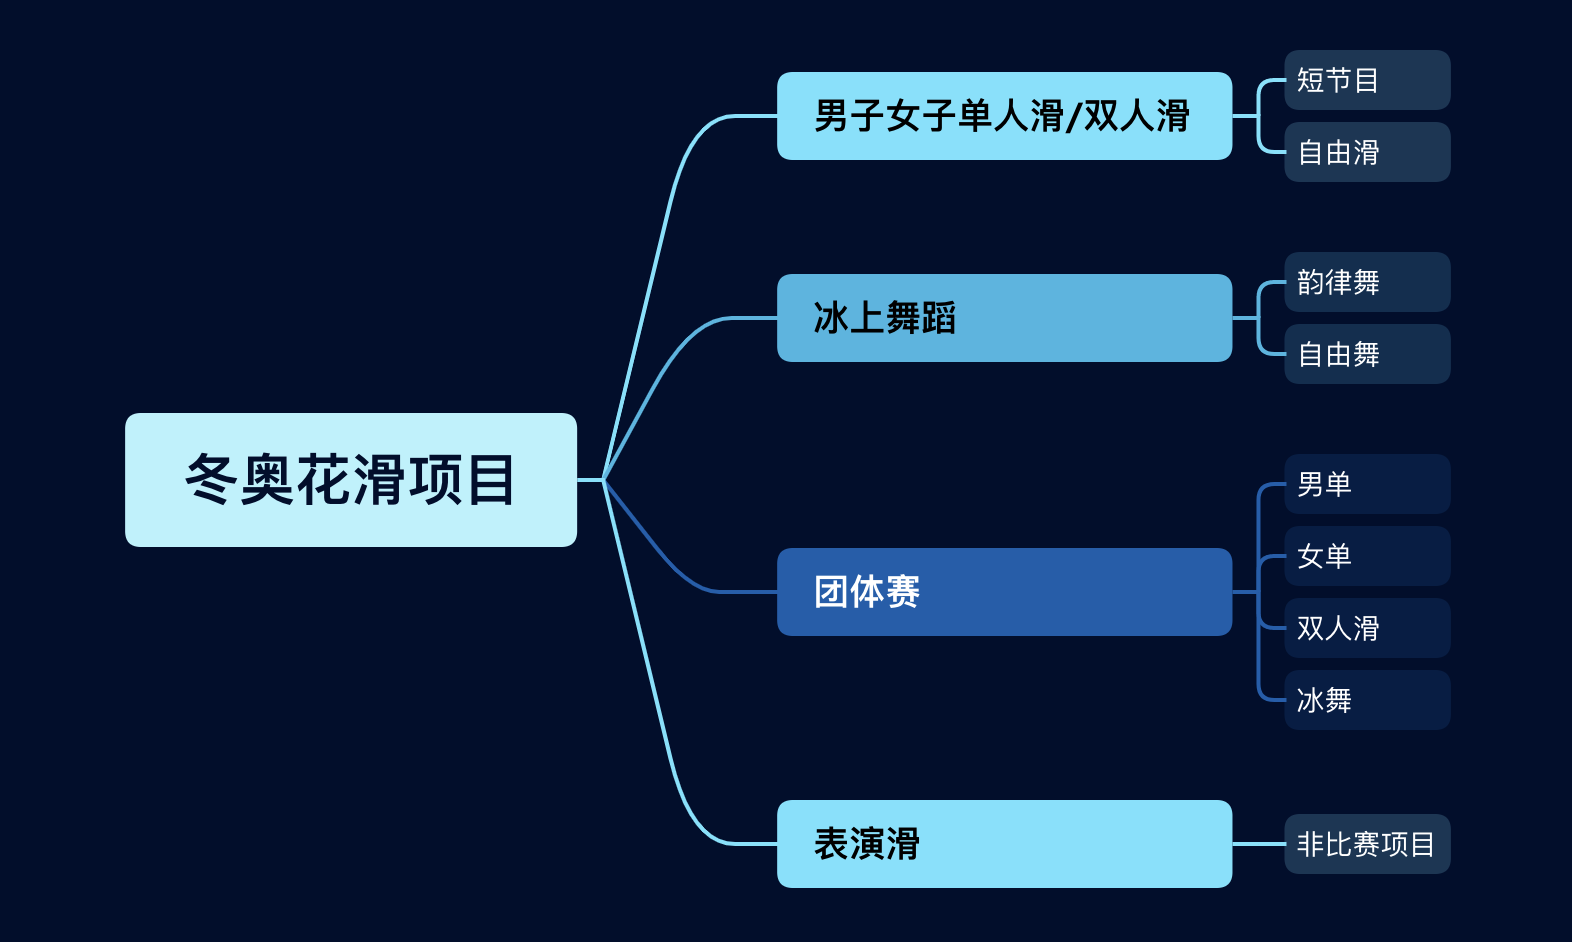 冬奥花滑项目
男子女子单人滑/双人滑
短节目
自由滑
冰上舞蹈
韵律舞
自由舞
团体赛
男单
女单
双人滑
冰舞
表演滑
非比赛项目